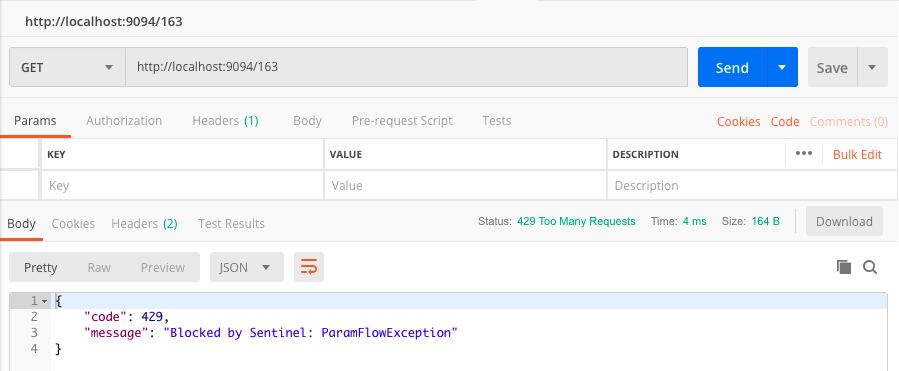 http://localhost:9094/163
GET http://localhost:9094/163 Send Save
Params Authorization Headers (1) Body Pre-request Script Tests Cookies Code Comments (0)
KEY VALUE DESCRIPTION ••• Bulk Edit
Key Value Description
Body Cookies Headers (2) Test Results Status: 429 Too Many Requests Time: 4 ms Size: 164 B Download
Pretty Raw Preview JSON
1 {
2 "code": 429,
3 "message": "Blocked by Sentinel: ParamFlowException"
4 }